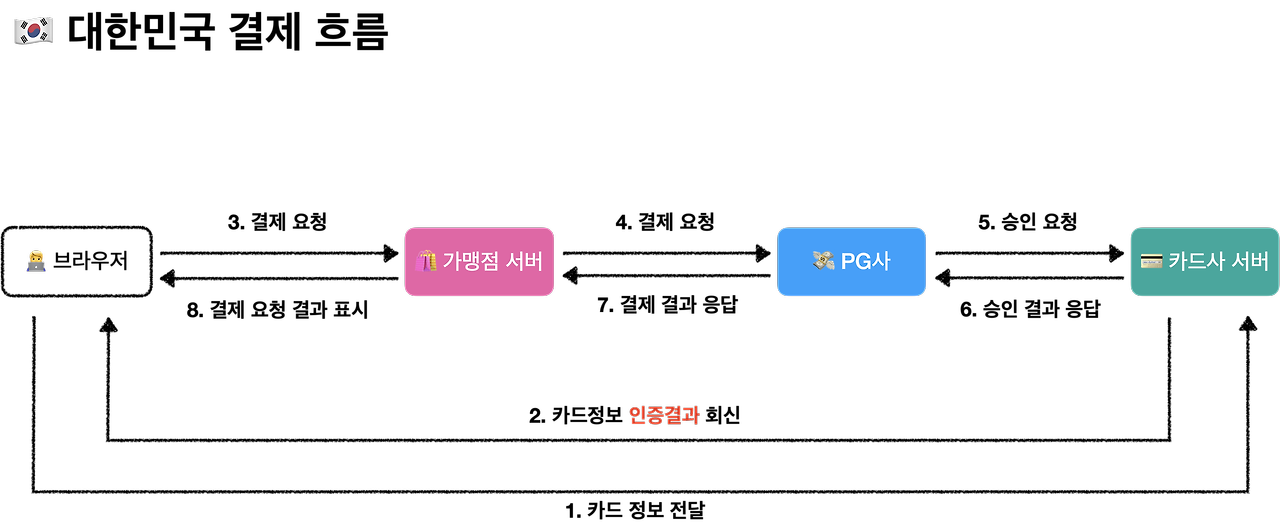 🇰🇷 대한민국 결제 흐름
3. 결제 요청
4. 결제 요청
5. 승인 요청
🧑‍💻 브라우저
🛍️ 가맹점 서버
💸 PG사
💳 카드사 서버
8. 결제 요청 결과 표시
7. 결제 결과 응답
6. 승인 결과 응답
2. 카드정보 인증결과 회신
1. 카드 정보 전달